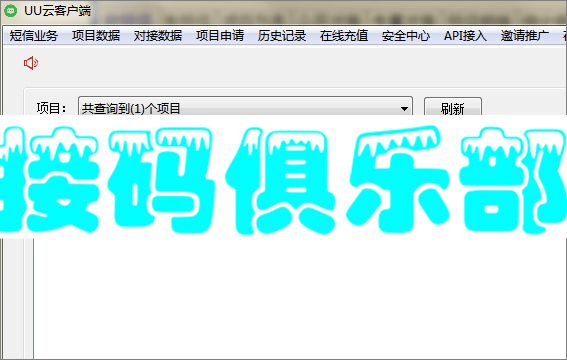 UU云客户端
短信业务 项目数据 对接数据 项目申请 历史记录 在线充值 安全中心 API接入 邀请推广
项目: 共查询到(1)个项目 刷新
接码俱乐部